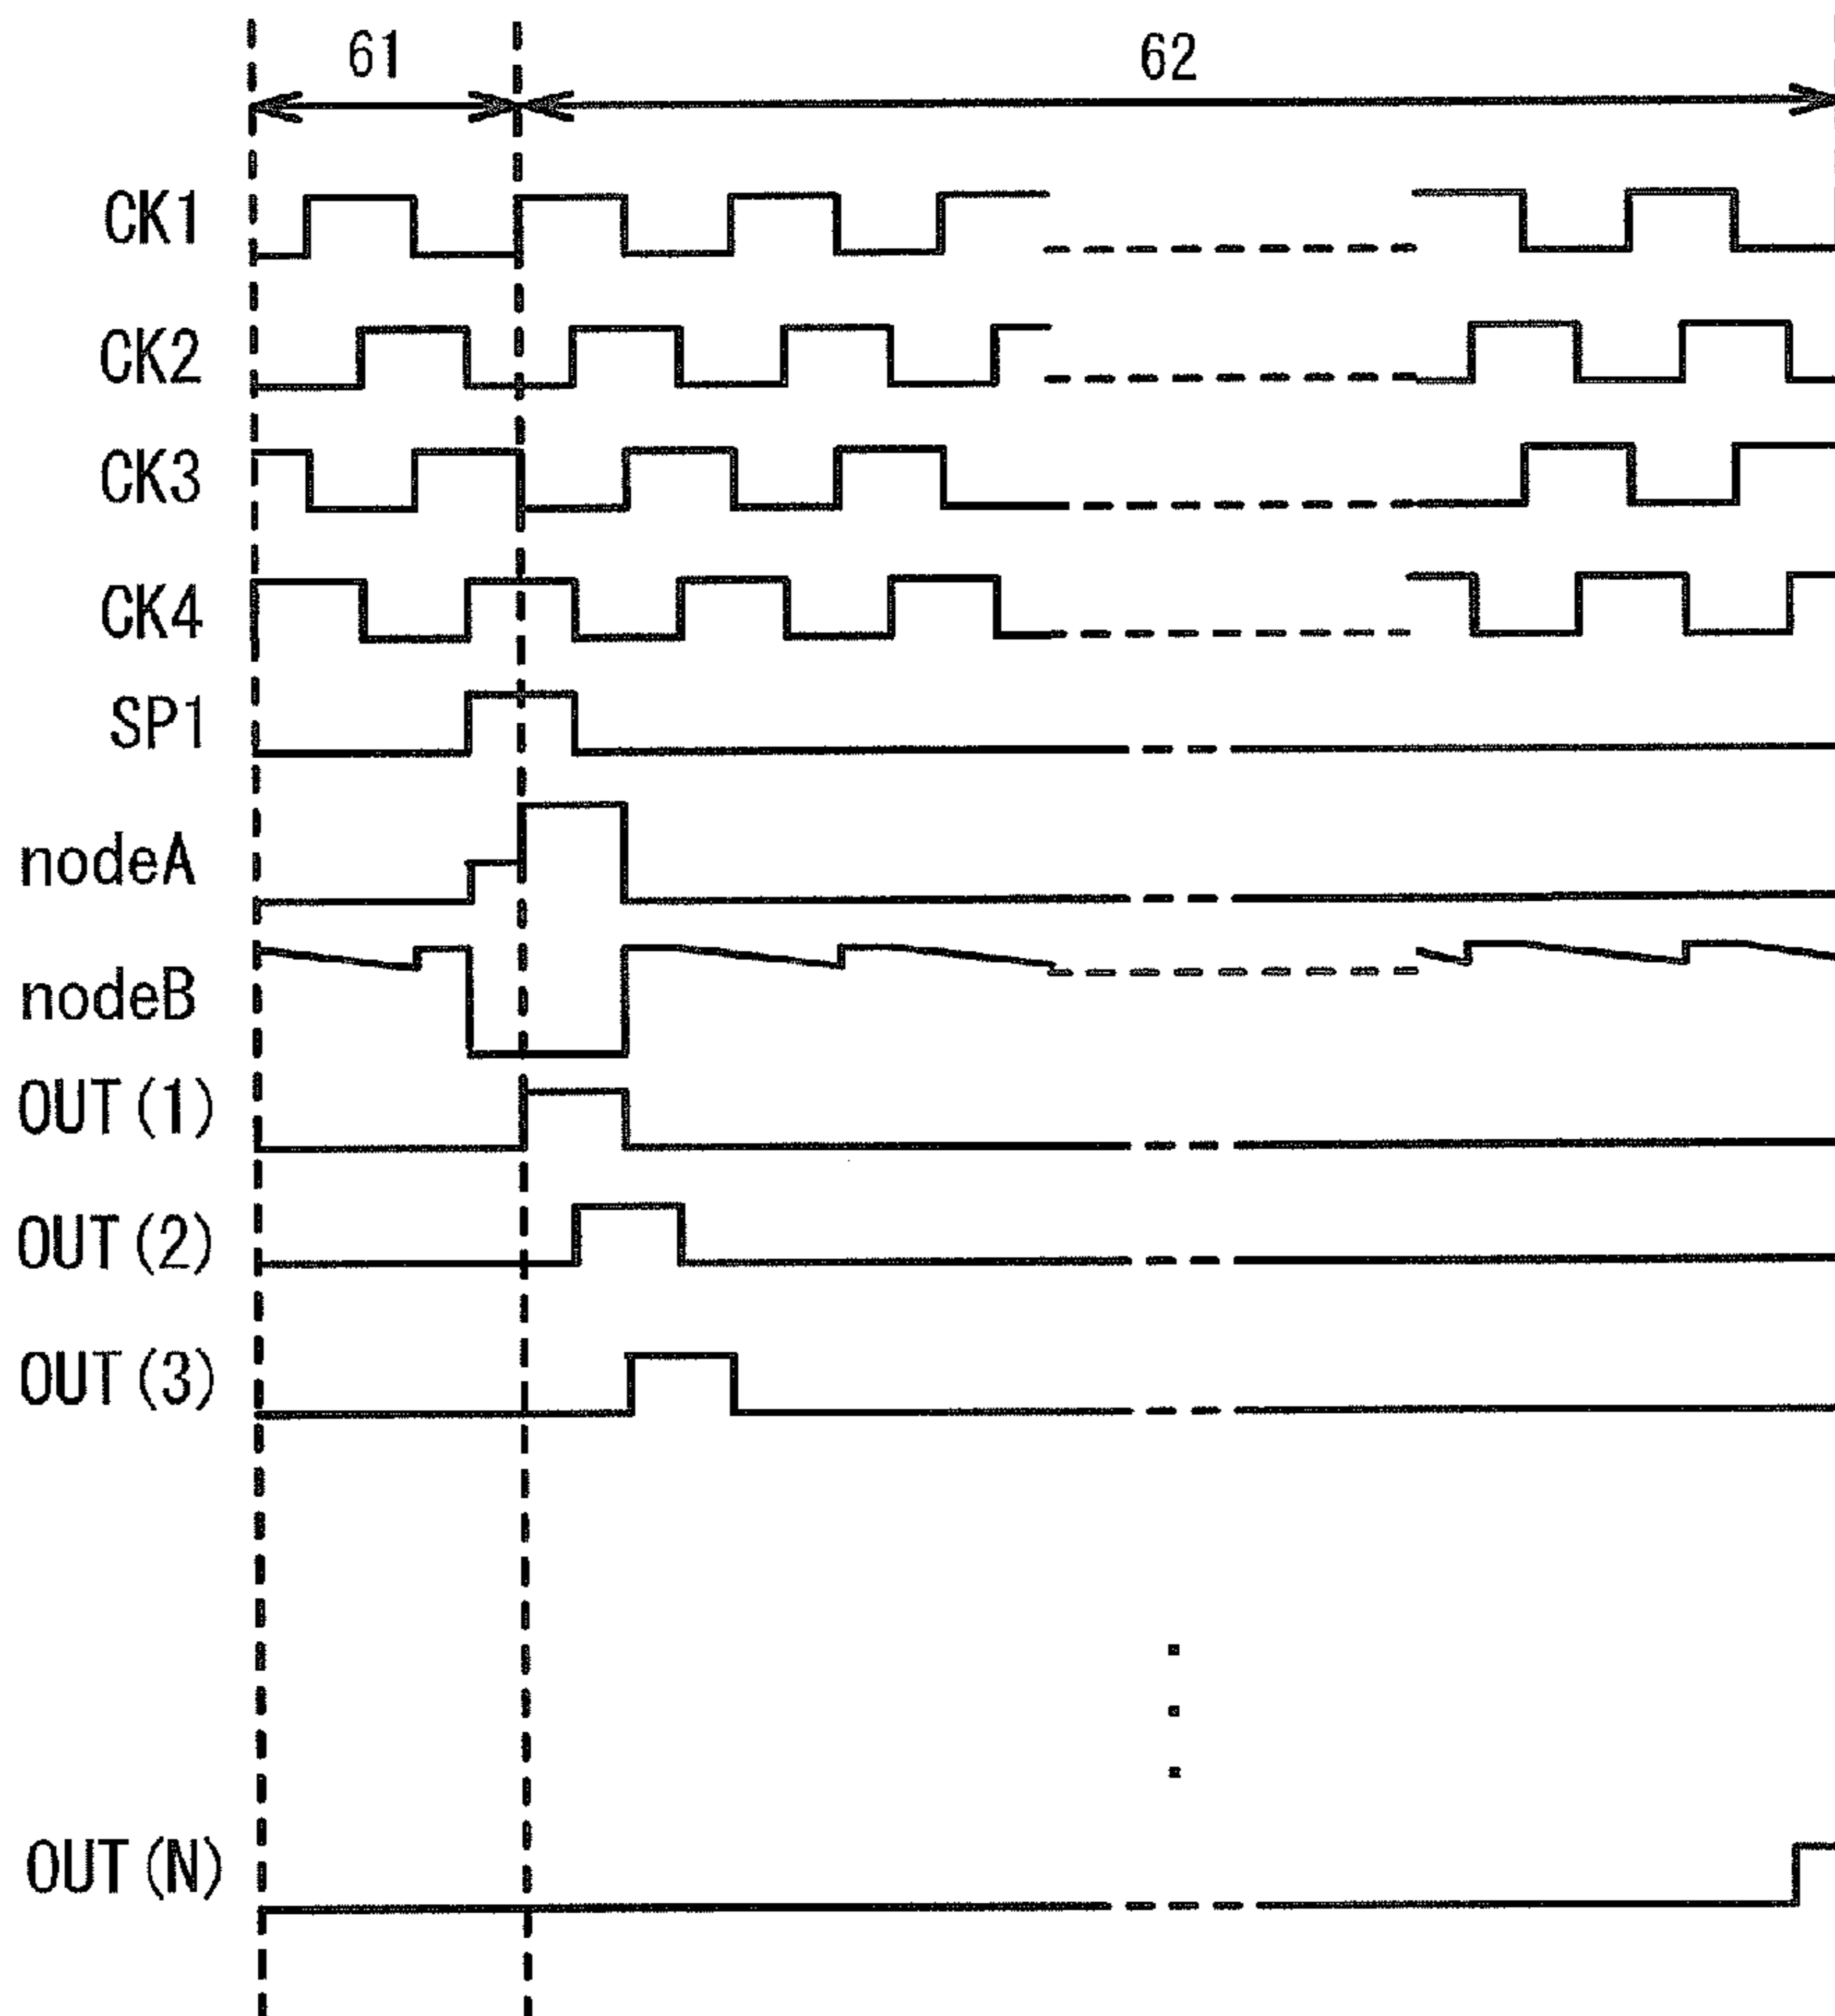 61 62
CK1
CK2
CK3
CK4
SP1
nodeA
nodeB
OUT(1)
OUT(2)
OUT(3)
OUT(N)